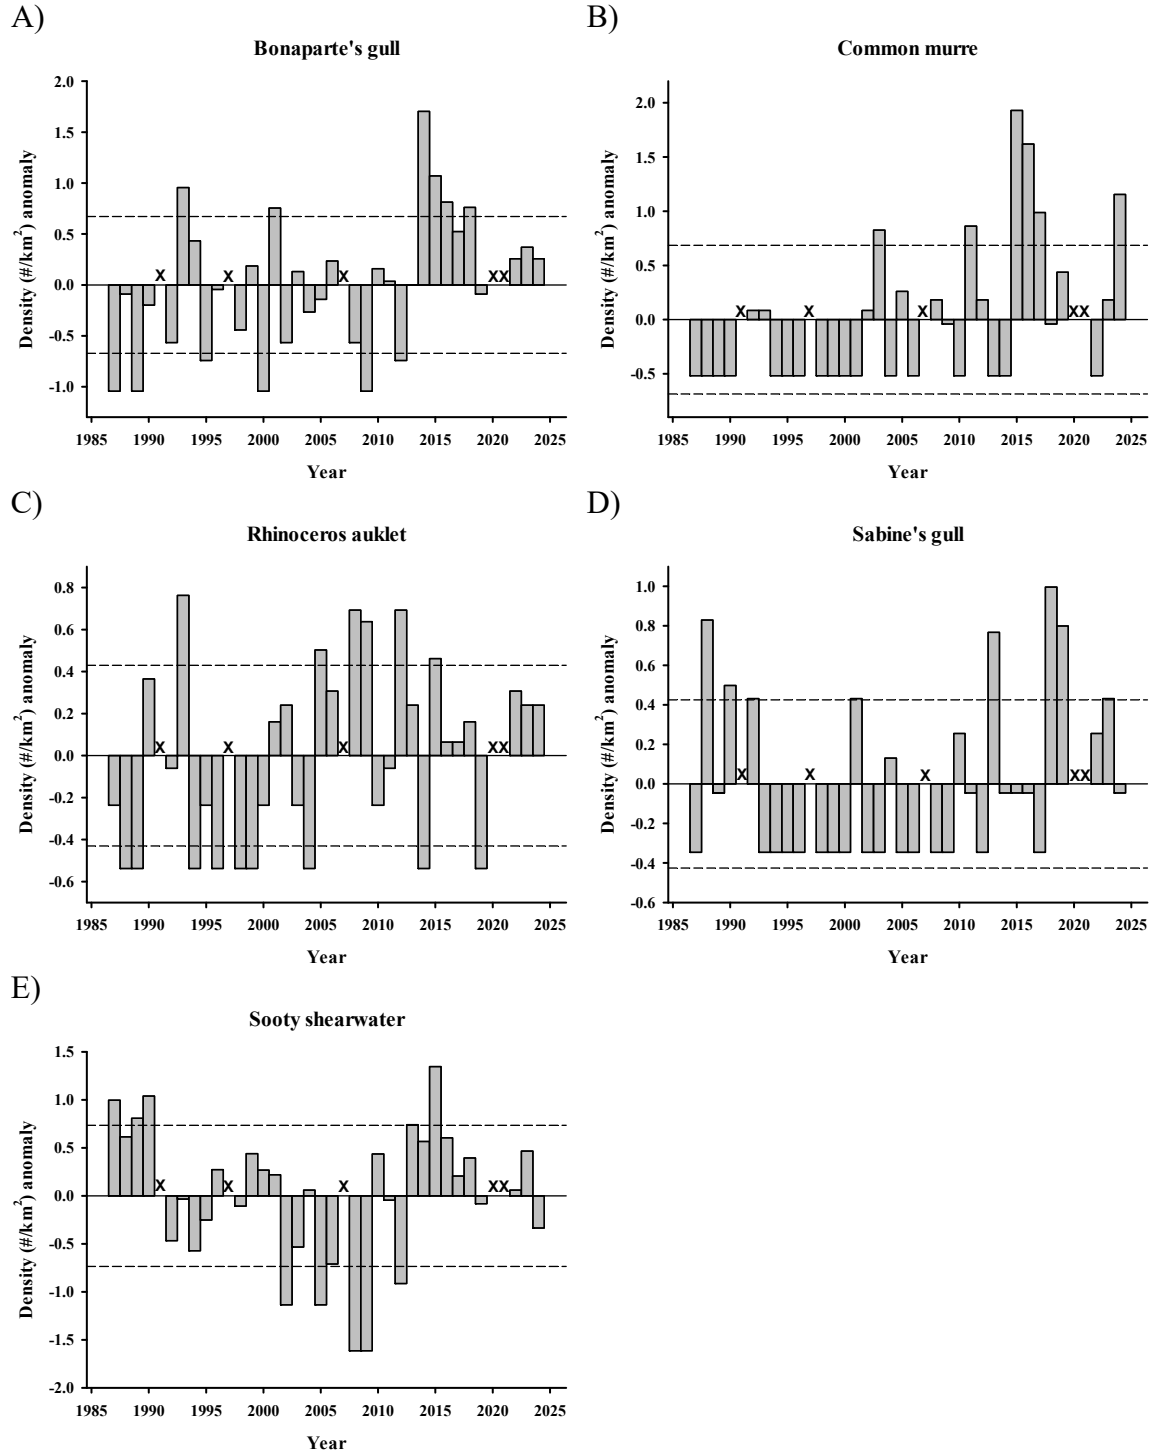 A)
Bonaparte's gull
Density (#/km²) anomaly
2.0
1.5
1.0
0.5
0.0
-0.5
-1.0
X X X X X
1985 1990 1995 2000 2005 2010 2015 2020 2025
Year
B)
Common murre
Density (#/km²) anomaly
2.0
1.5
1.0
0.5
0.0
-0.5
X X X X X
1985 1990 1995 2000 2005 2010 2015 2020 2025
Year
C)
Rhinoceros auklet
Density (#/km²) anomaly
0.8
0.6
0.4
0.2
0.0
-0.2
-0.4
-0.6
X X X X X
1985 1990 1995 2000 2005 2010 2015 2020 2025
Year
D)
Sabine's gull
Density (#/km²) anomaly
1.0
0.8
0.6
0.4
0.2
0.0
-0.2
-0.4
-0.6
X X X X X
1985 1990 1995 2000 2005 2010 2015 2020 2025
Year
E)
Sooty shearwater
Density (#/km²) anomaly
1.5
1.0
0.5
0.0
-0.5
-1.0
-1.5
-2.0
X X X X X
1985 1990 1995 2000 2005 2010 2015 2020 2025
Year